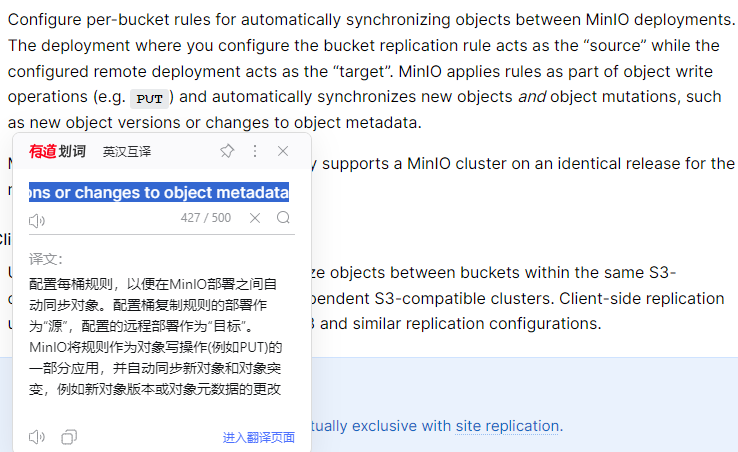 Configure per-bucket rules for automatically synchronizing objects between MinIO deployments.
The deployment where you configure the bucket replication rule acts as the “source” while the
configured remote deployment acts as the “target”. MinIO applies rules as part of object write
operations (e.g. PUT ) and automatically synchronizes new objects and object mutations, such
as new object versions or changes to object metadata.
supports a MinIO cluster on an identical release for the
有道划词 英汉互译
ons or changes to object metadata
427 / 500
译文:
配置每桶规则，以便在MinIO部署之间自
动同步对象。配置桶复制规则的部署作
为“源”，配置的远程部署作为“目标”。
MinIO将规则作为对象写操作(例如PUT)的
一部分应用，并自动同步新对象和对象突
变，例如新对象版本或对象元数据的更改
进入翻译页面
ze objects between buckets within the same S3-
pendent S3-compatible clusters. Client-side replication
and similar replication configurations.
tually exclusive with site replication.